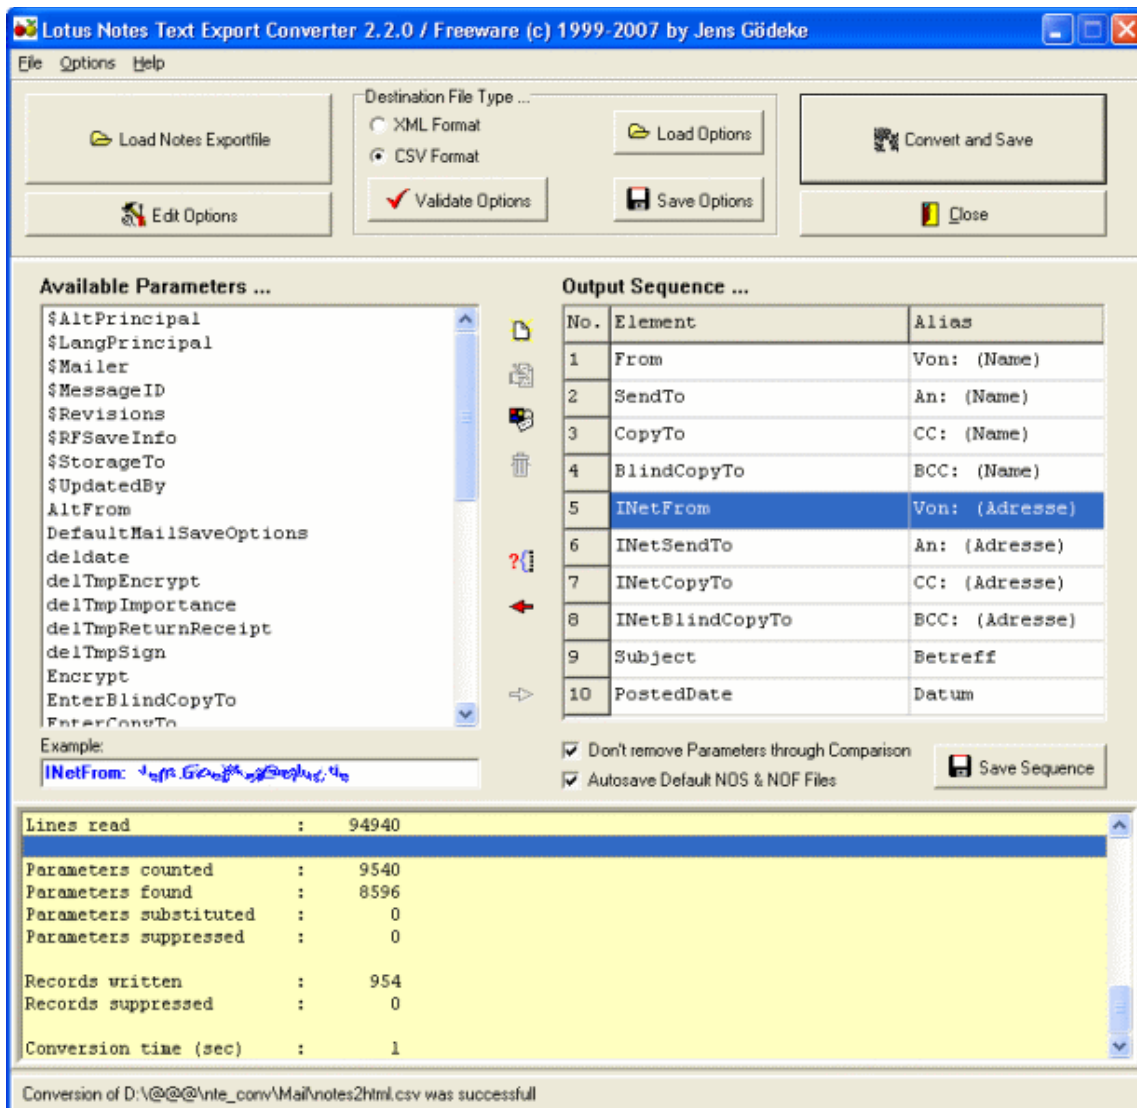 Lotus Notes Text Export Converter 2.2.0 / Freeware (c) 1999-2007 by Jens Gödeke
File Options Help
Load Notes Exportfile
Edit Options
Destination File Type ...
XML Format
CSV Format
Validate Options
Load Options
Save Options
Convert and Save
Close
Available Parameters ...
$AltPrincipal
$LangPrincipal
$Mailer
$MessageID
$Revisions
$RFSaveInfo
$StorageTo
$UpdatedBy
AltFrom
DefaultMailSaveOptions
deldate
delTmpEncrypt
delTmpImportance
delTmpReturnReceipt
delTmpSign
Encrypt
EnterBlindCopyTo
EnterCopyTo
Example:
INetFrom:
Output Sequence ...
No. Element Alias
1 From Von: (Name)
2 SendTo An: (Name)
3 CopyTo CC: (Name)
4 BlindCopyTo BCC: (Name)
5 INetFrom Von: (Adresse)
6 INetSendTo An: (Adresse)
7 INetCopyTo CC: (Adresse)
8 INetBlindCopyTo BCC: (Adresse)
9 Subject Betreff
10 PostedDate Datum
Don't remove Parameters through Comparison
Autosave Default NOS & NOF Files
Save Sequence
Lines read : 94940
Parameters counted : 9540
Parameters found : 8596
Parameters substituted : 0
Parameters suppressed : 0
Records written : 954
Records suppressed : 0
Conversion time (sec) : 1
Conversion of D:\@@@\nte_conv\Mail\notes2html.csv was successfull